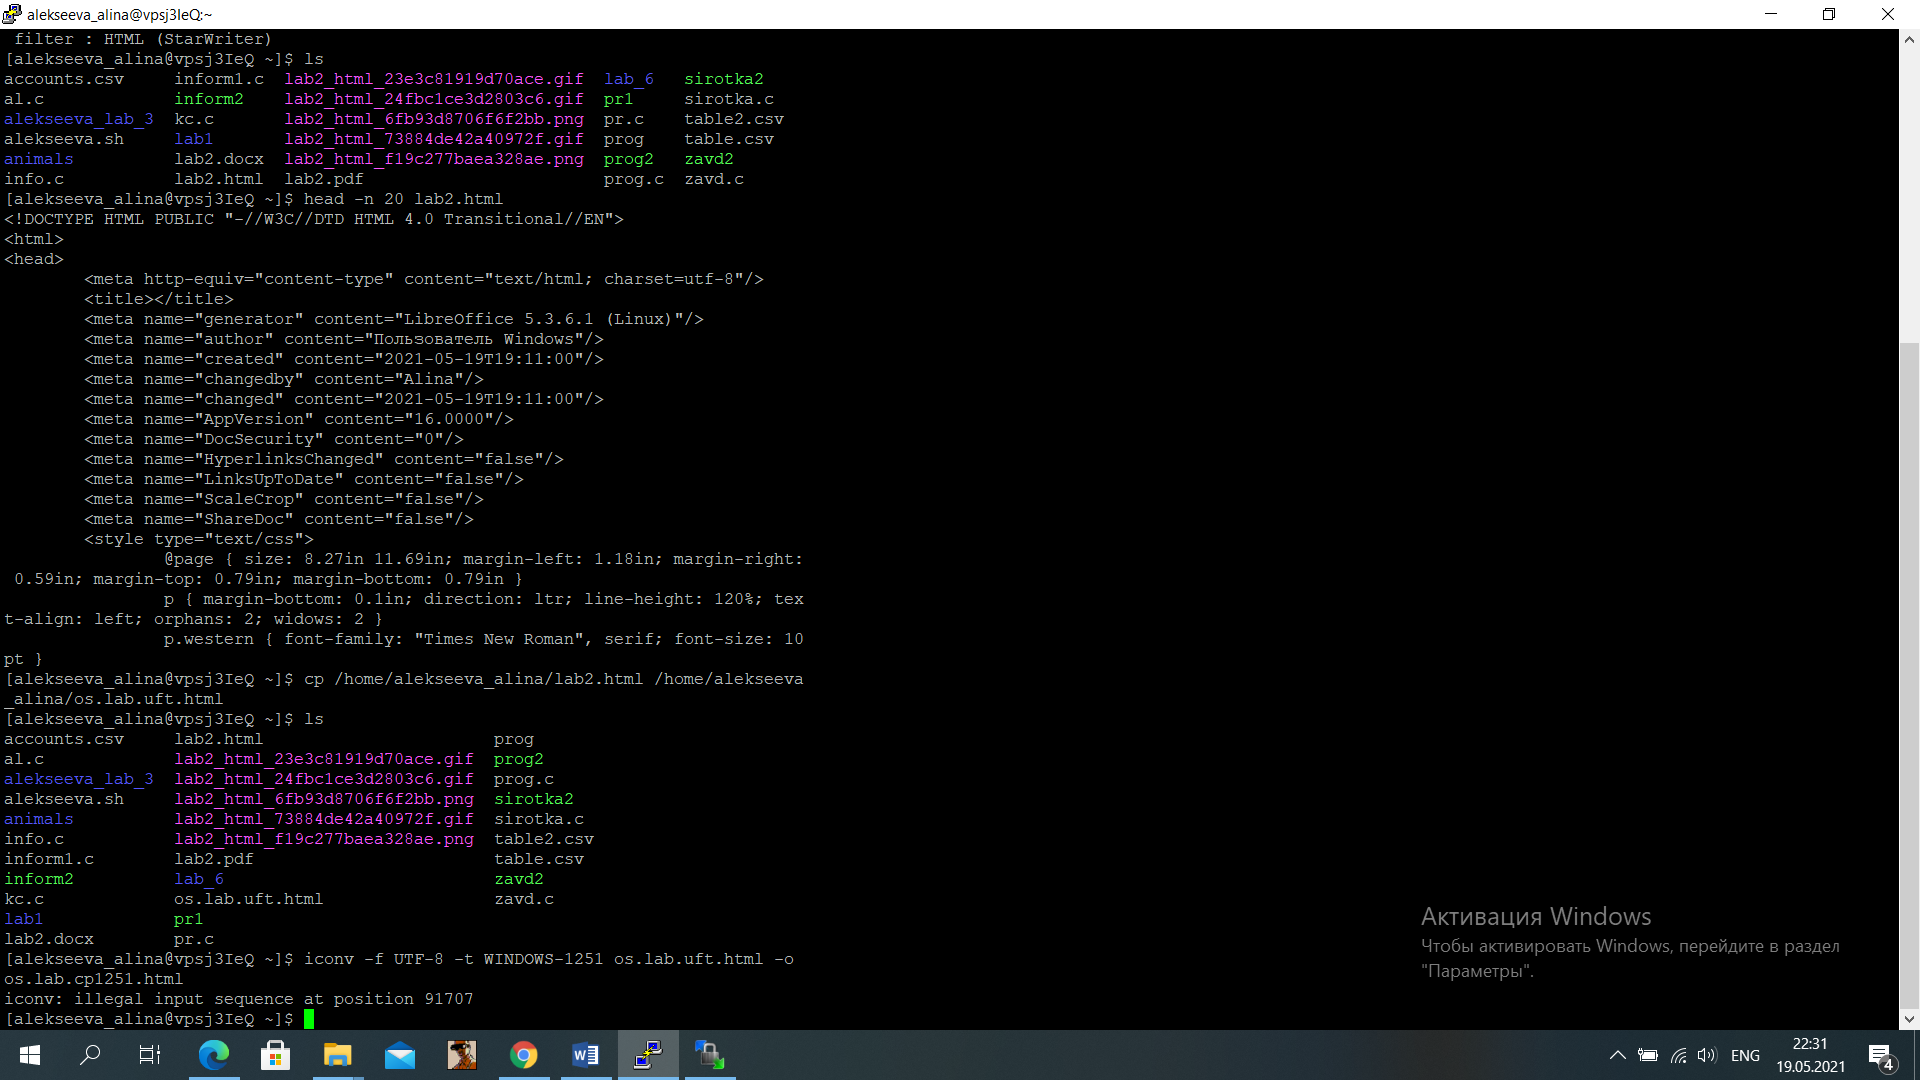 alekseeva_alina@vpsj3IeQ:~
filter : HTML (StarWriter)
[alekseeva_alina@vpsj3IeQ ~]$ ls
accounts.csv inform1.c lab2_html_23e3c81919d70ace.gif lab_6 sirotka2
al.c inform2 lab2_html_24fbc1ce3d2803c6.gif pr1 sirotka.c
alekseeva_lab_3 kc.c lab2_html_6fb93d8706f6f2bb.png pr.c table2.csv
alekseeva.sh lab1 lab2_html_73884de42a40972f.gif prog table.csv
animals lab2.docx lab2_html_f19c277baea328ae.png prog2 zavd2
info.c lab2.html lab2.pdf prog.c zavd.c
[alekseeva_alina@vpsj3IeQ ~]$ head -n 20 lab2.html
<!DOCTYPE HTML PUBLIC "-//W3C//DTD HTML 4.0 Transitional//EN">
<html>
<head>
<meta http-equiv="content-type" content="text/html; charset=utf-8"/>
<title></title>
<meta name="generator" content="LibreOffice 5.3.6.1 (Linux)"/>
<meta name="author" content="Пользователь Windows"/>
<meta name="created" content="2021-05-19T19:11:00"/>
<meta name="changedby" content="Alina"/>
<meta name="changed" content="2021-05-19T19:11:00"/>
<meta name="AppVersion" content="16.0000"/>
<meta name="DocSecurity" content="0"/>
<meta name="HyperlinksChanged" content="false"/>
<meta name="LinksUpToDate" content="false"/>
<meta name="ScaleCrop" content="false"/>
<meta name="ShareDoc" content="false"/>
<style type="text/css">
@page { size: 8.27in 11.69in; margin-left: 1.18in; margin-right:
0.59in; margin-top: 0.79in; margin-bottom: 0.79in }
p { margin-bottom: 0.1in; direction: ltr; line-height: 120%; tex
t-align: left; orphans: 2; widows: 2 }
p.western { font-family: "Times New Roman", serif; font-size: 10
pt }
[alekseeva_alina@vpsj3IeQ ~]$ cp /home/alekseeva_alina/lab2.html /home/alekseeva
_alina/os.lab.uft.html
[alekseeva_alina@vpsj3IeQ ~]$ ls
accounts.csv lab2.html prog
al.c lab2_html_23e3c81919d70ace.gif prog2
alekseeva_lab_3 lab2_html_24fbc1ce3d2803c6.gif prog.c
alekseeva.sh lab2_html_6fb93d8706f6f2bb.png sirotka2
animals lab2_html_73884de42a40972f.gif sirotka.c
info.c lab2_html_f19c277baea328ae.png table2.csv
inform1.c lab2.pdf table.csv
inform2 lab_6 zavd2
kc.c os.lab.uft.html zavd.c
lab1 pr1
lab2.docx pr.c
[alekseeva_alina@vpsj3IeQ ~]$ iconv -f UTF-8 -t WINDOWS-1251 os.lab.uft.html -o
os.lab.cp1251.html
iconv: illegal input sequence at position 91707
[alekseeva_alina@vpsj3IeQ ~]$
Активация Windows
Чтобы активировать Windows, перейдите в раздел
"Параметры".
ENG
22:31
19.05.2021
4